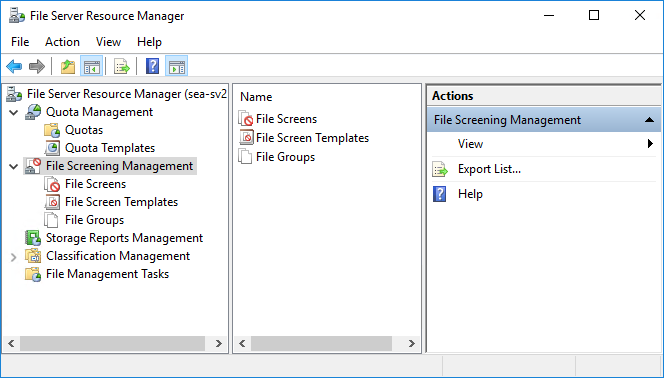 File Server Resource Manager
File Action View Help
File Server Resource Manager (sea-sv2
Quota Management
Quotas
Quota Templates
File Screening Management
File Screens
File Screen Templates
File Groups
Storage Reports Management
Classification Management
File Management Tasks
Name
File Screens
File Screen Templates
File Groups
Actions
File Screening Management
View
Export List...
Help